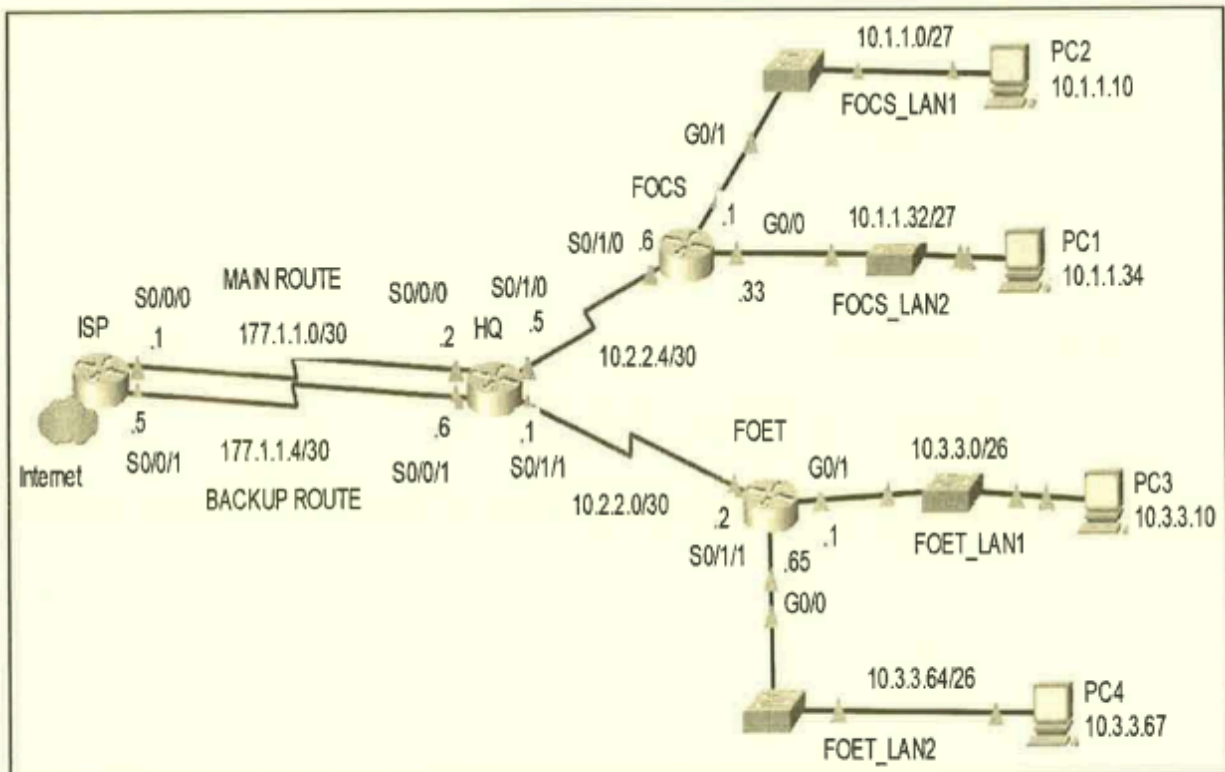 10.1.1.0/27
PC2
10.1.1.10
FOCS_LAN1
G0/1
FOCS
.1
G0/0
10.1.1.32/27
PC1
10.1.1.34
S0/1/0
.6
.33
FOCS_LAN2
MAIN ROUTE
S0/0/0
S0/0/0
S0/1/0
ISP
.1
177.1.1.0/30
.2
HQ
.5
10.2.2.4/30
.5
.6
.1
Internet
S0/0/1
177.1.1.4/30
S0/0/1
S0/1/1
BACKUP ROUTE
10.2.2.0/30
FOET
G0/1
10.3.3.0/26
PC3
10.3.3.10
.2
.1
FOET_LAN1
S0/1/1
.65
G0/0
10.3.3.64/26
PC4
10.3.3.67
FOET_LAN2